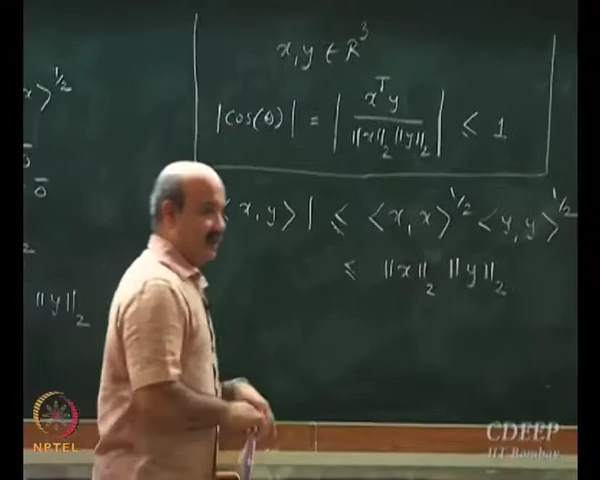 x, y ∈ R³
|cos(θ)| = | xᵀy / ‖x‖₂ ‖y‖₂ | ≤ 1
x>^½
x, y>| ≤ <x, x>^½ <y, y>^½
≤ ‖x‖₂ ‖y‖₂
‖y‖₂
NPTEL
CDEEP
IIT Bombay